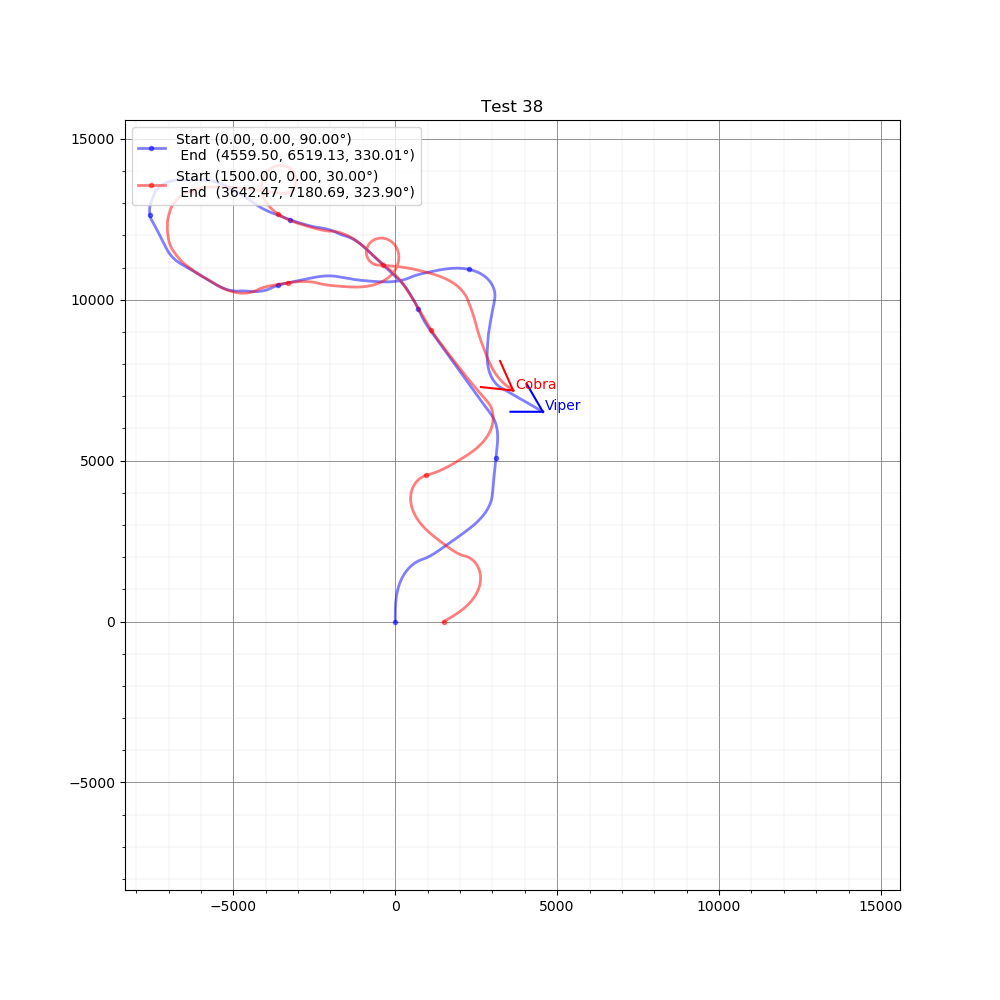 Test 38
Start (0.00, 0.00, 90.00°)
End (4559.50, 6519.13, 330.01°)
Start (1500.00, 0.00, 30.00°)
End (3642.47, 7180.69, 323.90°)
15000
10000
5000
0
−5000
Cobra
Viper
−5000
0
5000
10000
15000